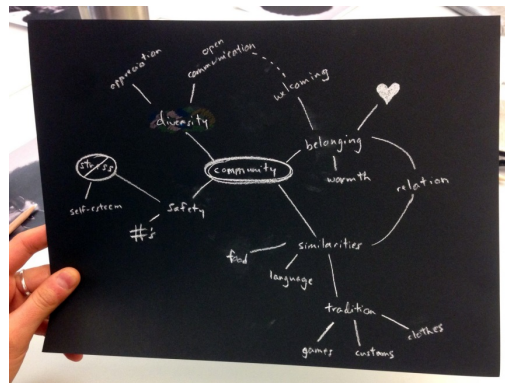 appreciation
open
communication
welcoming
diversity
belonging
stress
community
warmth
relation
self-esteem
safety
#'s
food
similarities
language
tradition
games
customs
clothes